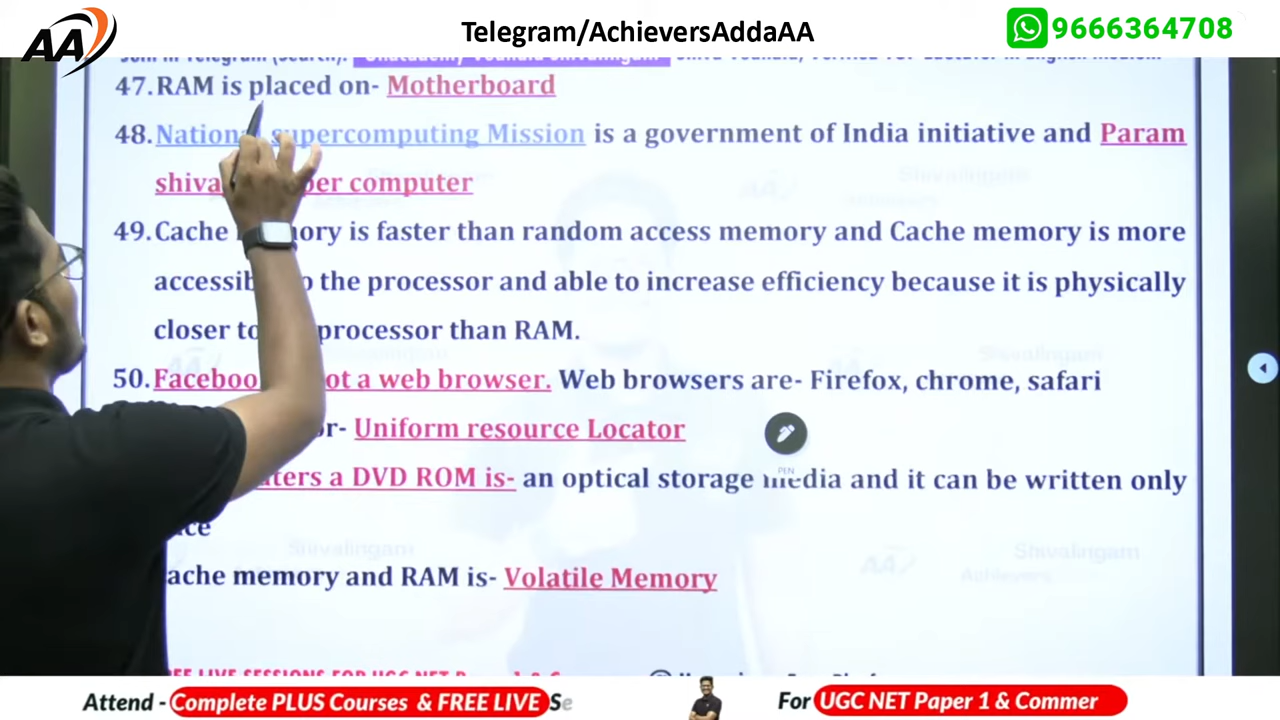 AA
Telegram/AchieversAddaAA
9666364708
47. RAM is placed on- Motherboard
48. National supercomputing Mission is a government of India initiative and Param
shiva per computer
49. Cache ory is faster than random access memory and Cache memory is more
accessib the processor and able to increase efficiency because it is physically
closer to processor than RAM.
50. Faceboo ot a web browser. Web browsers are- Firefox, chrome, safari
or- Uniform resource Locator
ters a DVD ROM is- an optical storage media and it can be written only
ce
ache memory and RAM is- Volatile Memory
PEN
Shivalingam
Attend - Complete PLUS Courses & FREE LIVE Se
For UGC NET Paper 1 & Commer